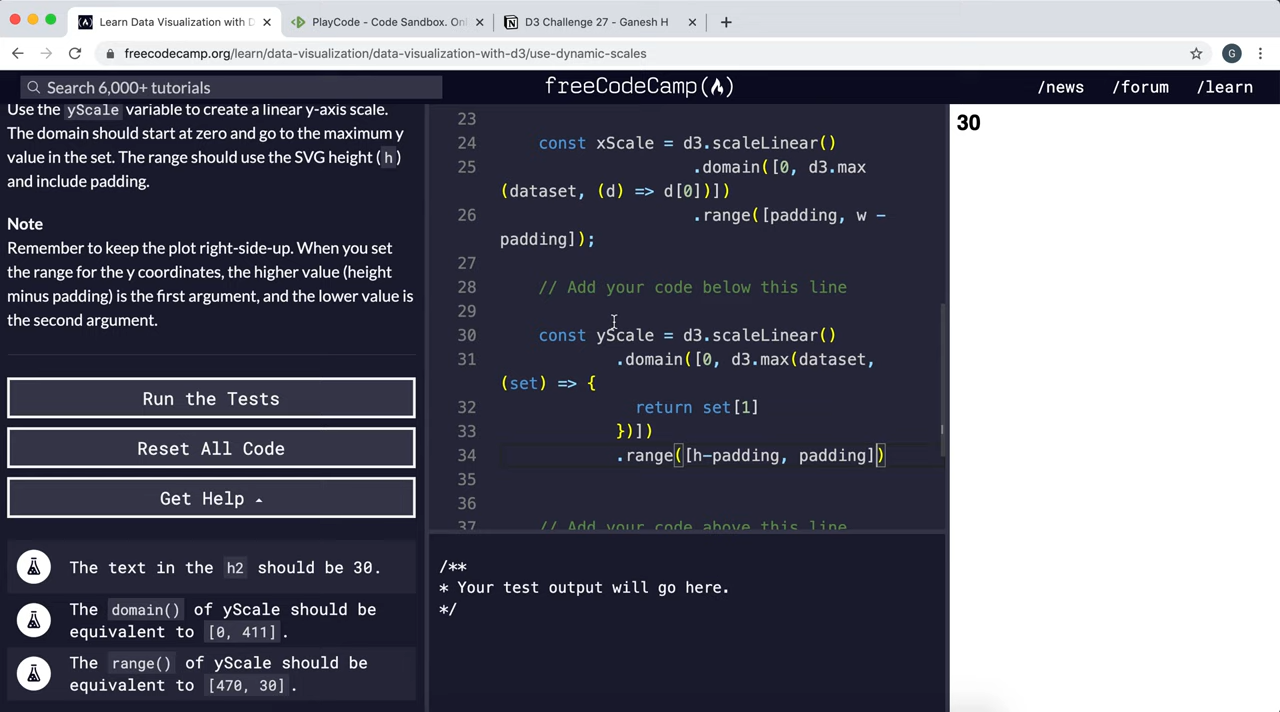 Learn Data Visualization with D
PlayCode - Code Sandbox. Onl
D3 Challenge 27 - Ganesh H
freecodecamp.org/learn/data-visualization/data-visualization-with-d3/use-dynamic-scales
G
Search 6,000+ tutorials
freeCodeCamp
/news
/forum
/learn
Use the yScale variable to create a linear y-axis scale.
The domain should start at zero and go to the maximum y
value in the set. The range should use the SVG height (h)
and include padding.
Note
Remember to keep the plot right-side-up. When you set
the range for the y coordinates, the higher value (height
minus padding) is the first argument, and the lower value is
the second argument.
Run the Tests
Reset All Code
Get Help
The text in the h2 should be 30.
The domain() of yScale should be
equivalent to [0, 411].
The range() of yScale should be
equivalent to [470, 30].
23
24 const xScale = d3.scaleLinear()
25 .domain([0, d3.max
(dataset, (d) => d[0])])
26 .range([padding, w -
padding]);
27
28 // Add your code below this line
29
30 const yScale = d3.scaleLinear()
31 .domain([0, d3.max(dataset,
(set) => {
32 return set[1]
33 })])
34 .range([h-padding, padding])
35
36
37 // Add your code above this line
/**
* Your test output will go here.
*/
30